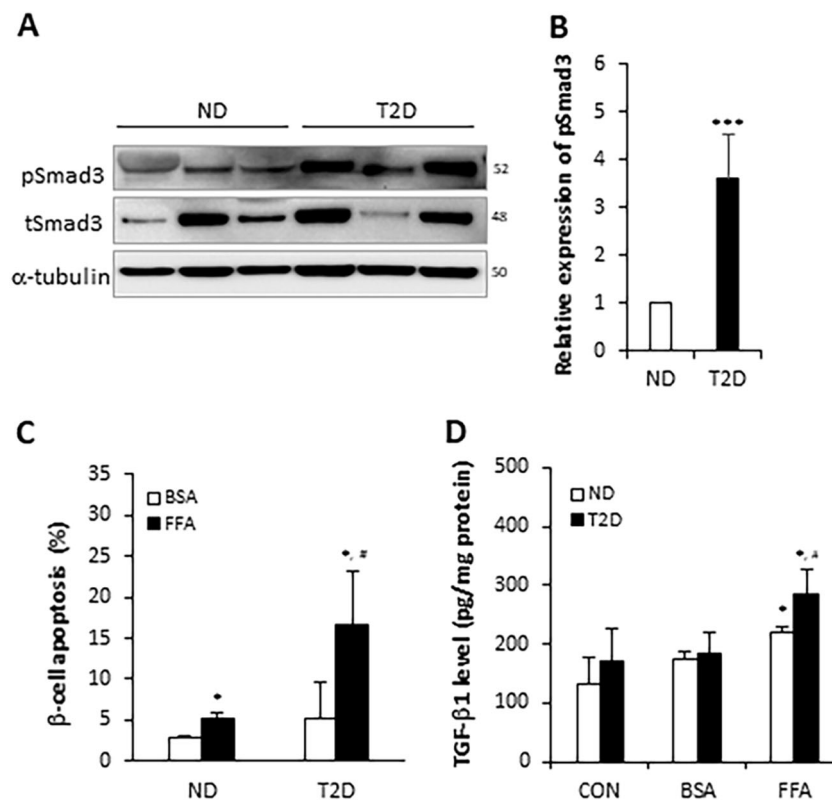 A
ND T2D
pSmad3 52
tSmad3 48
α-tubulin 50
B
Relative expression of pSmad3
6
5
4
3
2
1
0
***
ND T2D
C
β-cell apoptosis (%)
35
30
25
20
15
10
5
0
BSA
FFA
*
*, #
ND T2D
D
TGF-β1 level (pg/mg protein)
500
400
300
200
100
0
ND
T2D
*
*, #
CON BSA FFA